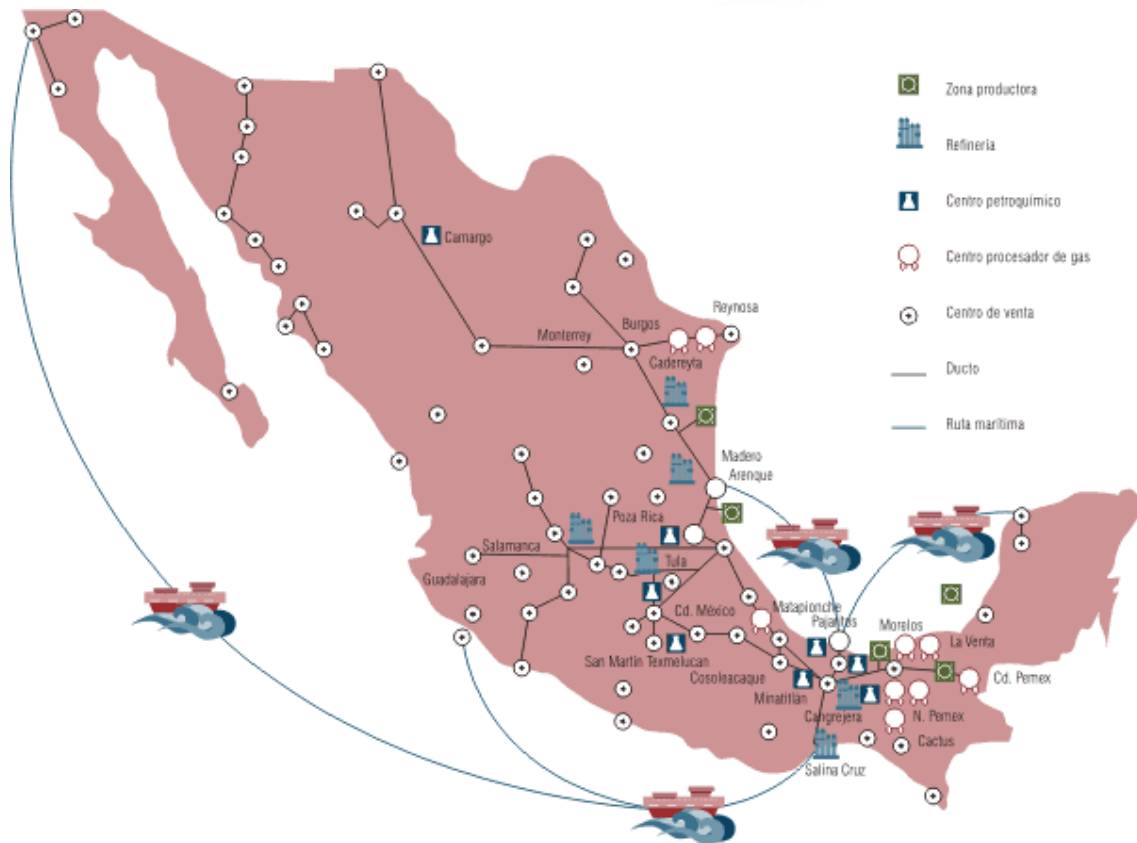 Zona productora
Refinería
Centro petroquímico
Centro procesador de gas
Centro de venta
Ducto
Ruta marítima
Camargo
Reynosa
Burgos
Monterrey
Cadereyta
Madero
Arenque
Poza Rica
Salamanca
Tula
Guadalajara
Cd. México
Matapionche
Pajaritos
Morelos
La Venta
San Martín Texmelucan
Cosoleacaque
Cd. Pemex
Minatitlán
Cangrejera
N. Pemex
Cactus
Salina Cruz